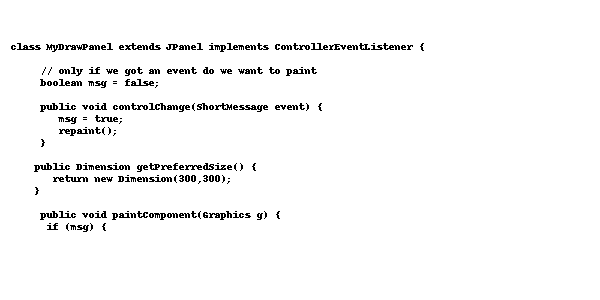 class MyDrawPanel extends JPanel implements ControllerEventListener {
// only if we got an event do we want to paint
boolean msg = false;
public void controlChange(ShortMessage event) {
msg = true;
repaint();
}
public Dimension getPreferredSize() {
return new Dimension(300,300);
}
public void paintComponent(Graphics g) {
if (msg) {